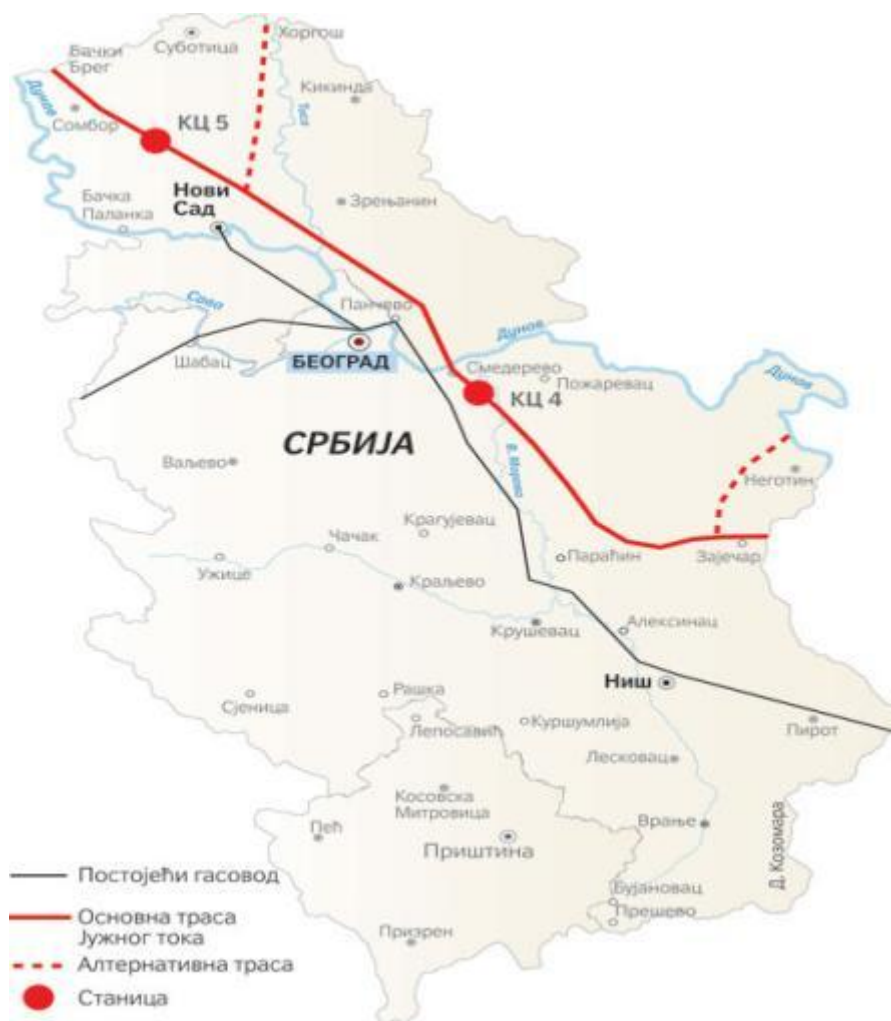 Хоргош
Суботица
Бачки
Брег
Дунав
Кикинда
Тиса
Сомбор
КЦ 5
Нови
Сад
Бачка
Паланка
Зрењанин
Сава
Панчево
Дунав
Шабац
БЕОГРАД
Смедерево
Пожаревац
Дунав
КЦ 4
СРБИЈА
Ваљево
В. Морава
Неготин
Крагујевац
Чачак
Ужице
Параћин
Зајечар
Краљево
Крушевац
Алексинац
Ниш
Сјеница
Рашка
Лепосавић
Куршумлија
Пирот
Лесковац
Косовска
Митровица
Пећ
Врање
Приштина
Д. Козомара
Бујановац
Прешево
Призрен
Постојећи гасовод
Основна траса
Јужног тока
Алтернативна траса
Станица